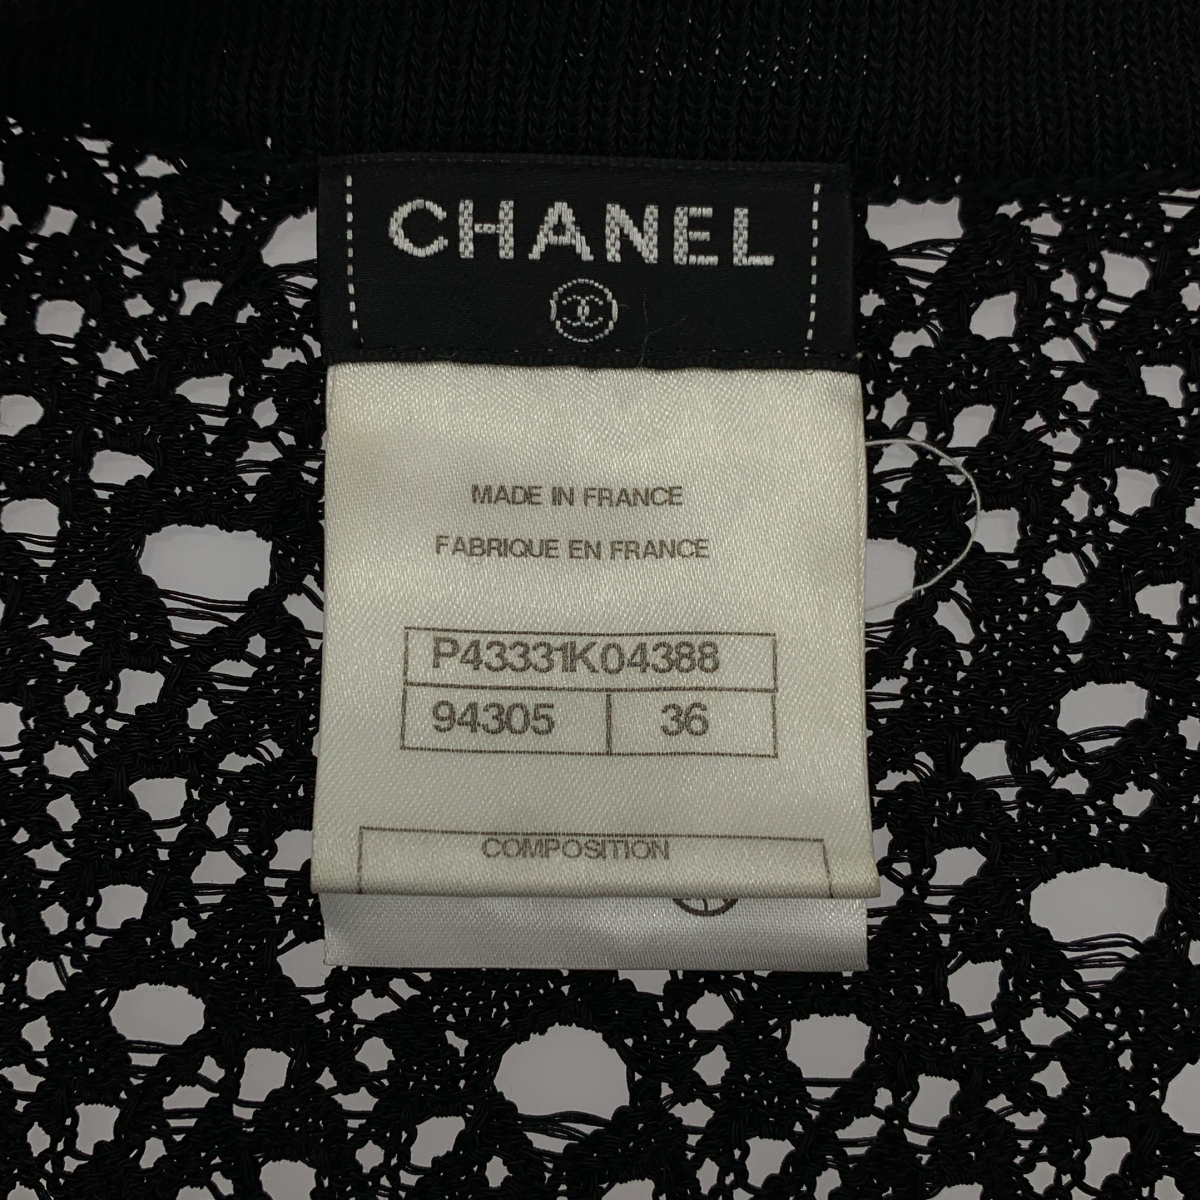 CHANEL
MADE IN FRANCE
FABRIQUE EN FRANCE
P43331K04388
94305 36
COMPOSITION